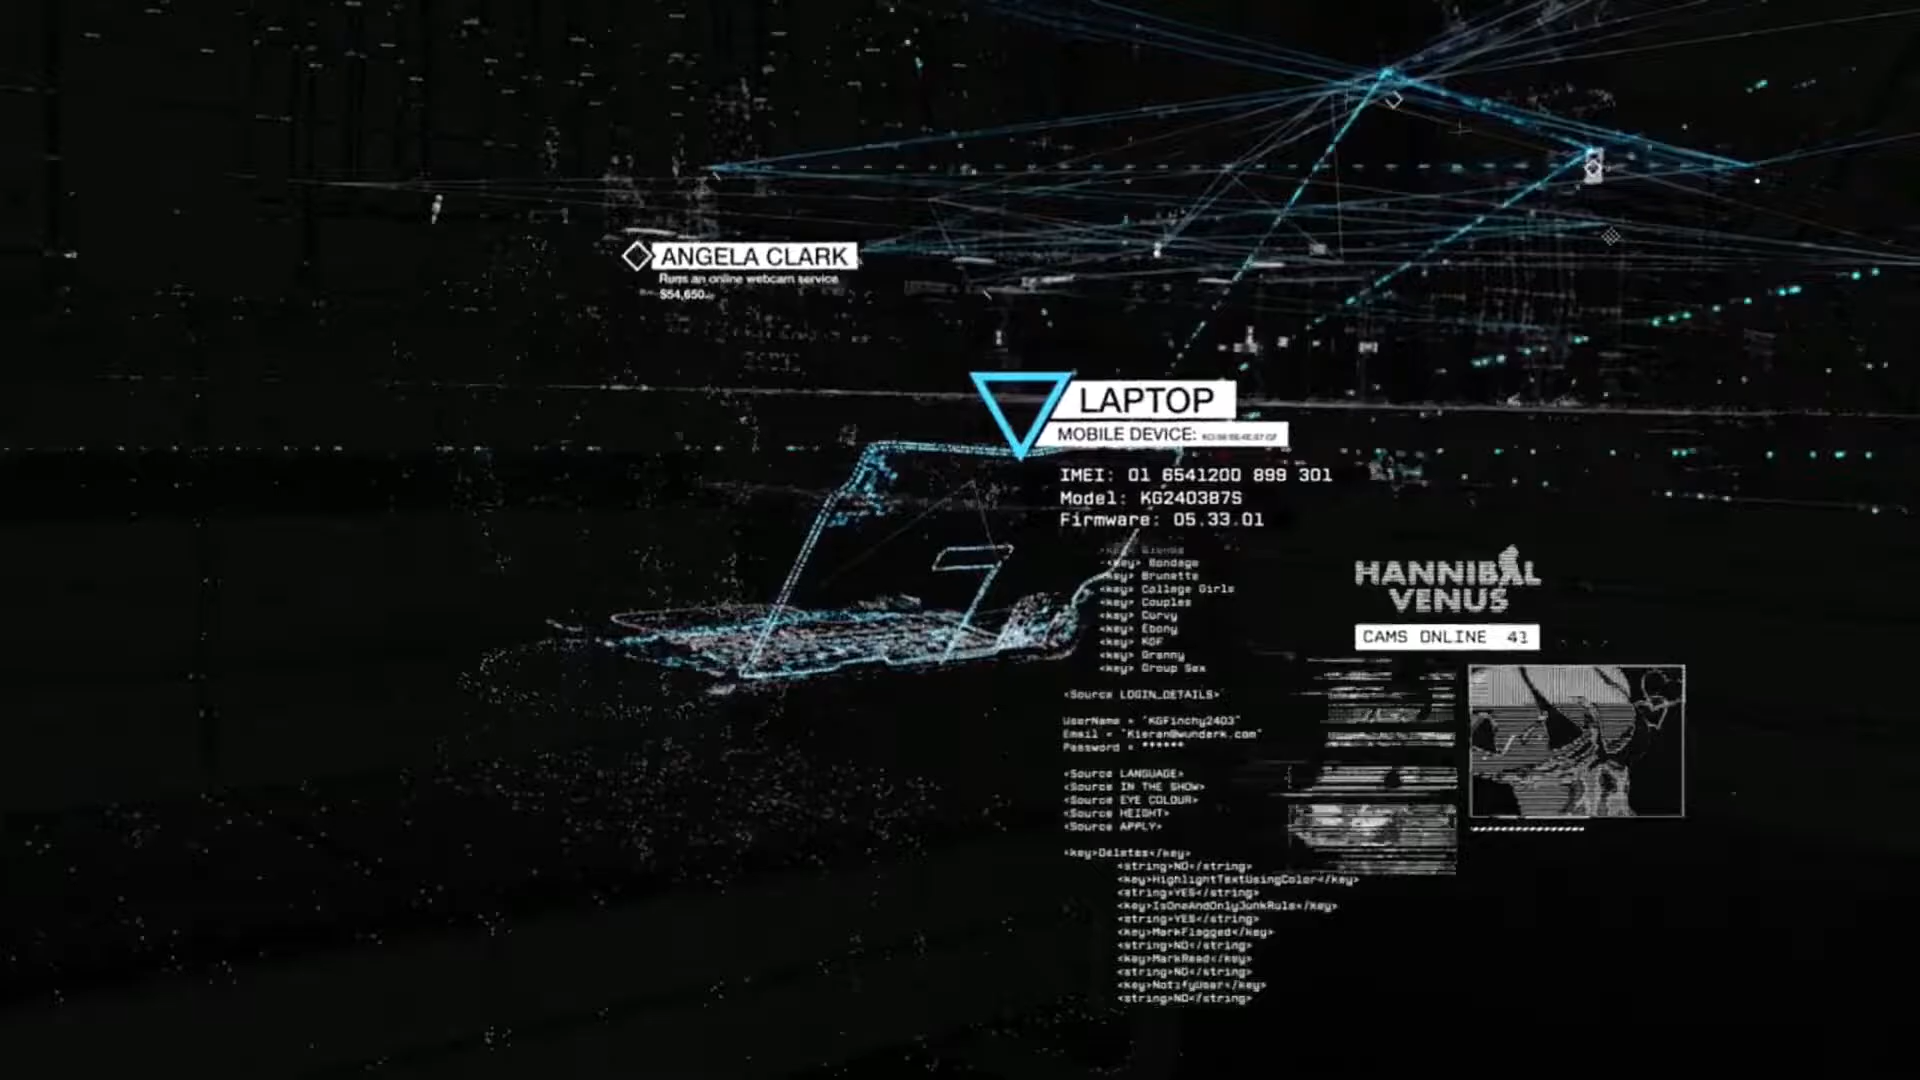 ANGELA CLARK
Runs an online webcam service
$54,650
LAPTOP
MOBILE DEVICE:
IMEI: 01 6541200 899 301
Model: KG240387S
Firmware: 05.33.01
<key> Blonde
<key> Bondage
<key> Brunette
<key> College Girls
<key> Couples
<key> Curvy
<key> Ebony
<key> KOF
<key> Granny
<key> Group Sex
HANNIBAL
VENUS
CAMS ONLINE 41
<Source LOGIN_DETAILS>
UserName = "KGFinchy2403"
Email = "Kieran@wunderk.com"
Password = ******
<Source LANGUAGE>
<Source IN THE SHOW>
<Source EYE COLOUR>
<Source HEIGHT>
<Source APPLY>
<key>Deletes</key>
<string>NO</string>
<key>HighlightTextUsingColor</key>
<string>YES</string>
<key>IsOneAndOnlyJunkRule</key>
<string>YES</string>
<key>MarkFlagged</key>
<string>NO</string>
<key>MarkRead</key>
<string>NO</string>
<key>NotifyUser</key>
<string>NO</string>